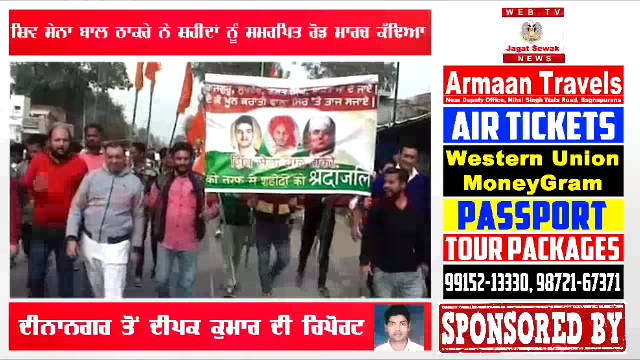 ਸ਼ਿਵ ਸੇਨਾ ਬਾਲ ਠਾਕਰੇ ਨੇ ਸ਼ਹੀਦਾਂ ਨੂੰ ਸਮਰਪਿਤ ਰੋਡ ਮਾਰਚ ਕੱਢਿਆ
WEB TV
Jagat Sewak
NEWS
Armaan Travels
Near Deputy Office, Nihal Singh Wala Road, Baghapurana
AIR TICKETS
Western Union
MoneyGram
PASSPORT
TOUR PACKAGES
99152-13330, 98721-67371
SPONSORED BY
ਸ਼ਿਵ ਸੈਨਾ ਬਾਲ ਠਾਕਰੇ
की तरफ से शहीदों को श्रद्धांजलि
ਦੀਨਾਨਗਰ ਤੋਂ ਦੀਪਕ ਕੁਮਾਰ ਦੀ ਰਿਪੋਰਟ